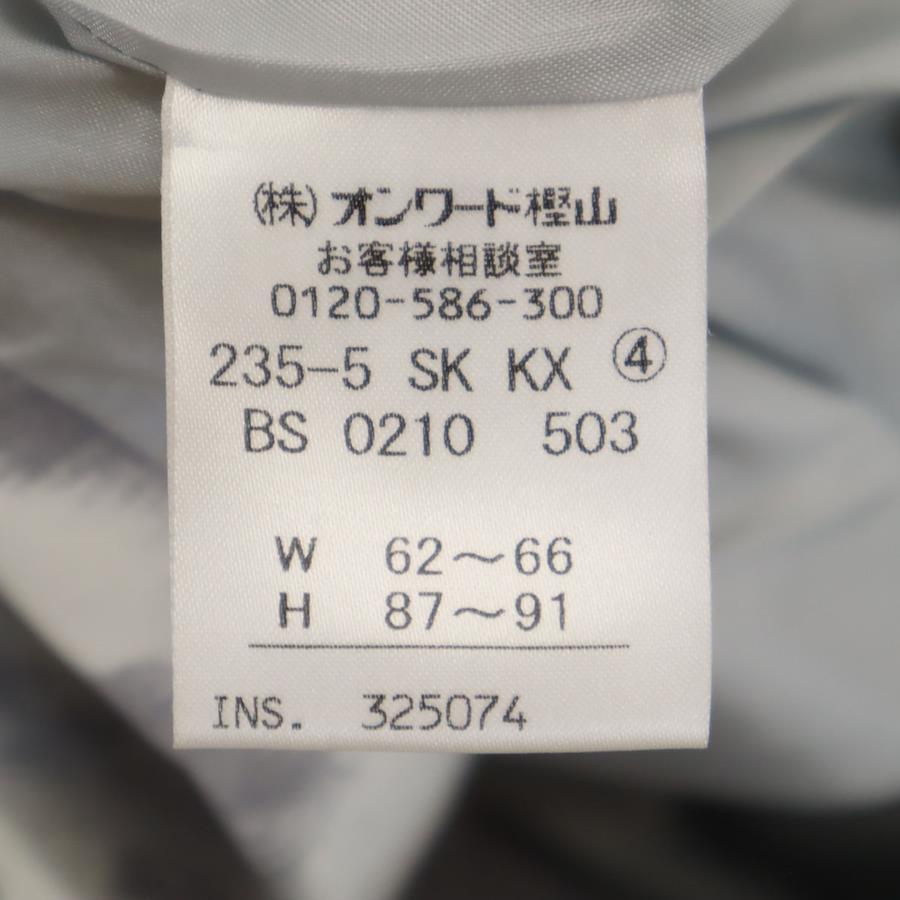 (株)オンワード樫山
お客様相談室
0120-586-300
235-5 SK KX ④
BS 0210 503
W 62～66
H 87～91
INS. 325074